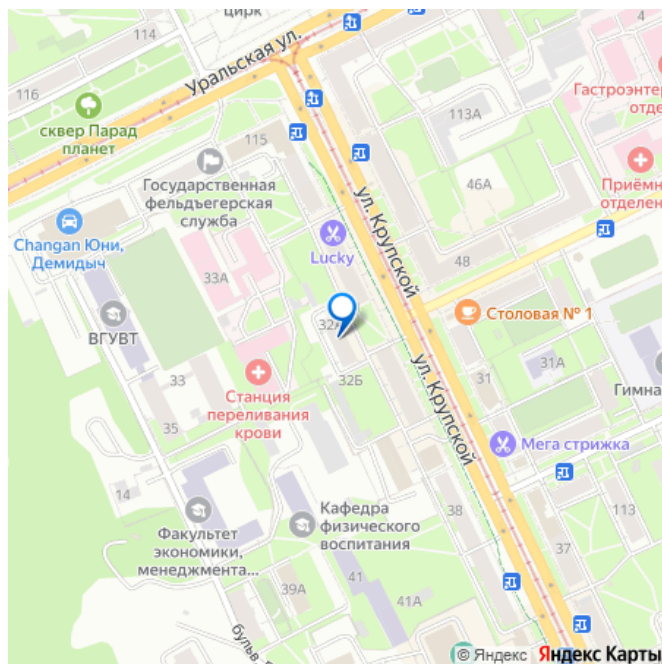 цирк
114
Уральская ул.
116
сквер Парад
планет
115
113А
4
Гастроэнтер
отде
Государственная
фельдъегерская
служба
46А
Приёмн
отделен
ул. Крупской
Changan Юни,
Демидыч
Lucky
33А
48
32А
Столовая № 1
ВГУВТ
ул. Крупской
31А
33
32Б
31
Гимна
Станция
переливания
крови
35
Мега стрижка
14
38
113
Факультет
экономики,
менеджмента...
Кафедра
физического
воспитания
37
39А
41
41А
бульв.
© Яндекс Яндекс Карты